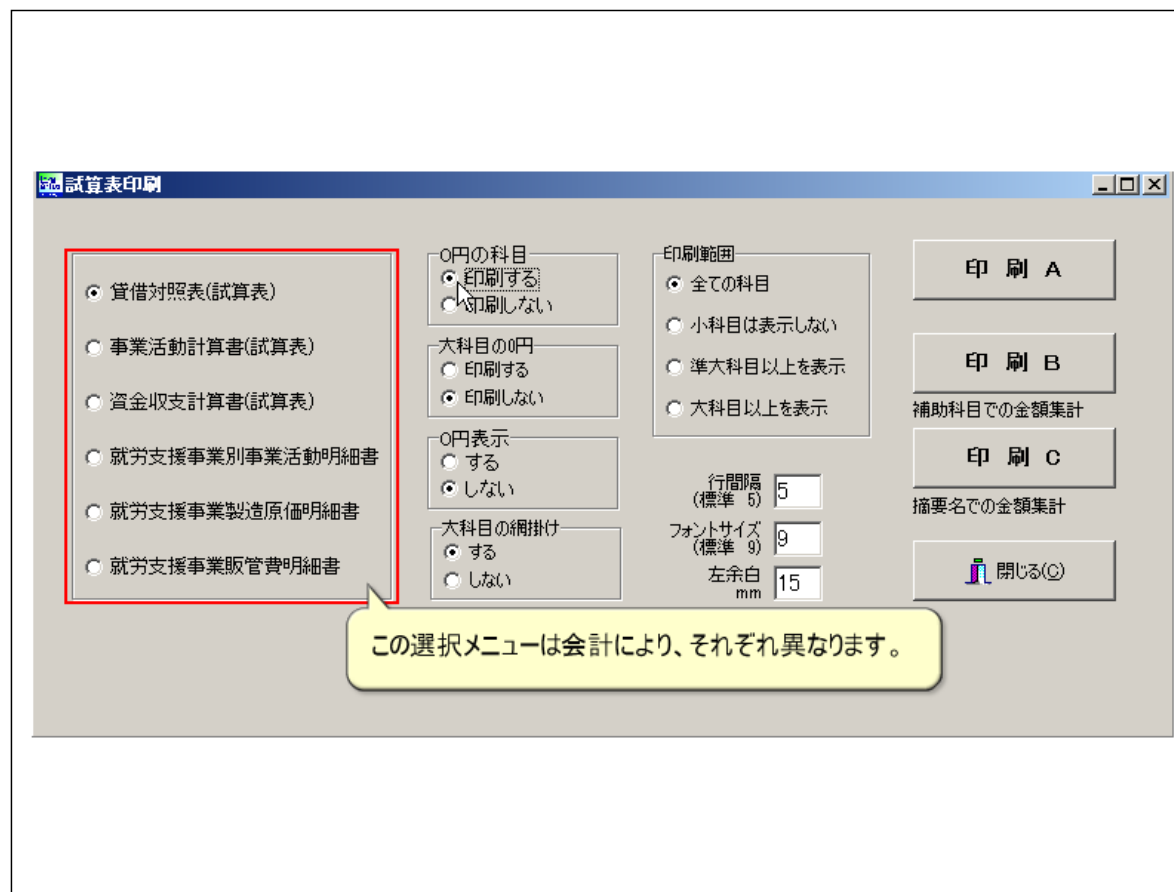 試算表印刷
貸借対照表(試算表)
事業活動計算書(試算表)
資金収支計算書(試算表)
就労支援事業別事業活動明細書
就労支援事業製造原価明細書
就労支援事業販管費明細書
0円の科目
印刷する
印刷しない
大科目の0円
印刷する
印刷しない
0円表示
する
しない
大科目の網掛け
する
しない
印刷範囲
全ての科目
小科目は表示しない
準大科目以上を表示
大科目以上を表示
行間隔
(標準 5)
5
フォントサイズ
(標準 9)
9
左余白
mm
15
印 刷 A
印 刷 B
補助科目での金額集計
印 刷 C
摘要名での金額集計
閉じる(C)
この選択メニューは会計により、それぞれ異なります。